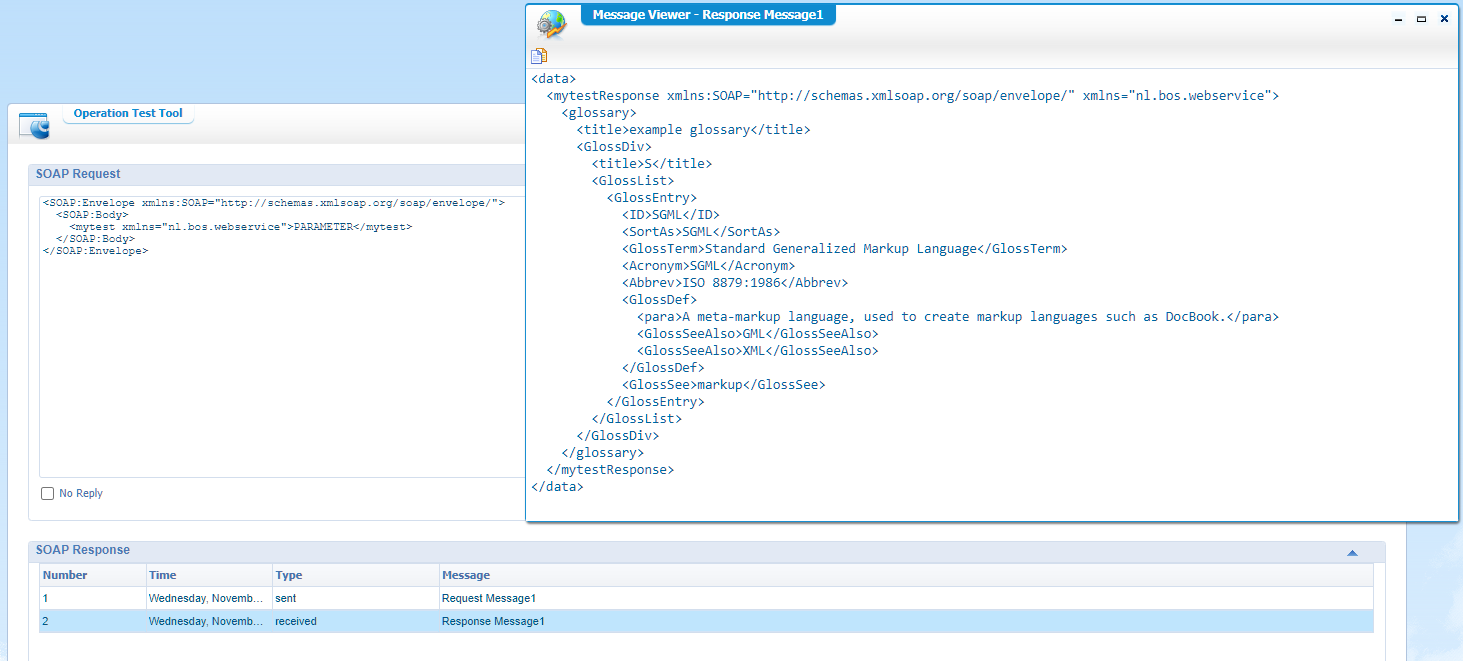 Message Viewer - Response Message1
<data>
<mytestResponse xmlns:SOAP="http://schemas.xmlsoap.org/soap/envelope/" xmlns="nl.bos.webservice">
<glossary>
<title>example glossary</title>
<GlossDiv>
<title>S</title>
<GlossList>
<GlossEntry>
<ID>SGML</ID>
<SortAs>SGML</SortAs>
<GlossTerm>Standard Generalized Markup Language</GlossTerm>
<Acronym>SGML</Acronym>
<Abbrev>ISO 8879:1986</Abbrev>
<GlossDef>
<para>A meta-markup language, used to create markup languages such as DocBook.</para>
<GlossSeeAlso>GML</GlossSeeAlso>
<GlossSeeAlso>XML</GlossSeeAlso>
</GlossDef>
<GlossSee>markup</GlossSee>
</GlossEntry>
</GlossList>
</GlossDiv>
</glossary>
</mytestResponse>
</data>
Operation Test Tool
SOAP Request
<SOAP:Envelope xmlns:SOAP="http://schemas.xmlsoap.org/soap/envelope/">
<SOAP:Body>
<mytest xmlns="nl.bos.webservice">PARAMETER</mytest>
</SOAP:Body>
</SOAP:Envelope>
No Reply
SOAP Response
Number Time Type Message
1 Wednesday, Novemb... sent Request Message1
2 Wednesday, Novemb... received Response Message1